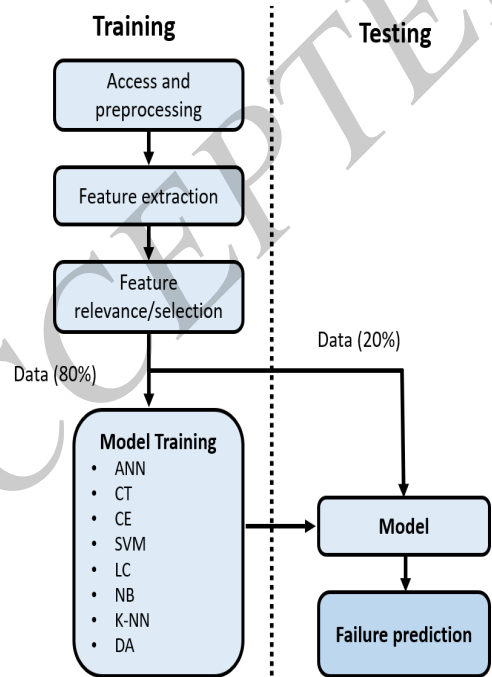 Training
Testing
Access and
preprocessing
Feature extraction
Feature
relevance/selection
Data (80%)
Data (20%)
Model Training
• ANN
• CT
• CE
• SVM
• LC
• NB
• K-NN
• DA
Model
Failure prediction
CCEPTE